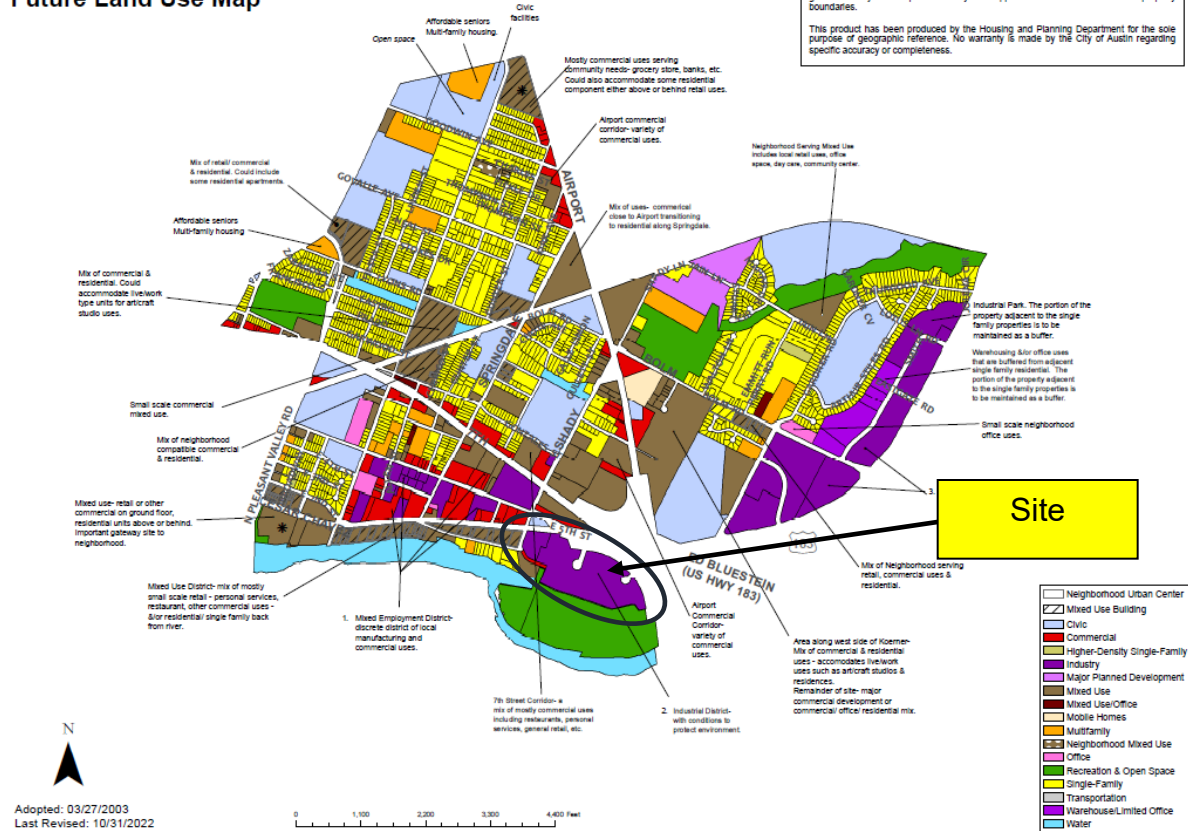 Future Land Use Map
boundaries.
This product has been produced by the Housing and Planning Department for the sole
purpose of geographic reference. No warranty is made by the City of Austin regarding
specific accuracy or completeness.
Civic
facilities
Affordable seniors
Multi-family housing.
Open space
Mostly commercial uses serving
community needs- grocery store, banks, etc.
Could also accommodate some residential
component either above or behind retail uses.
Airport commercial
corridor- variety of
commercial uses.
Neighborhood Serving Mixed Use
includes local retail uses, office
space, day care, community center.
Mix of retail/ commercial
& residential. Could include
some residential apartments.
Affordable seniors
Multi-family housing
Mix of uses- commerical
close to Airport transitioning
to residential along Springdale.
Mix of commercial &
residential. Could
accommodate live/work
type units for art/craft
studio uses.
Industrial Park. The portion of the
property adjacent to the single
family properties is to be
maintained as a buffer.
Warehousing &/or office uses
that are buffered from adjacent
single family residential. The
portion of the property adjacent
to the single family properties is
to be maintained as a buffer.
Small scale commercial
mixed use.
Small scale neighborhood
office uses.
Mix of neighborhood
compatible commercial
& residential.
Mixed use- retail or other
commercial on ground floor,
residential units above or behind.
Important gateway site to
neighborhood.
Mixed Use District- mix of mostly
small scale retail - personal services,
restaurant, other commercial uses -
&/or residential/ single family back
from river.
1. Mixed Employment District-
discrete district of local
manufacturing and
commercial uses.
7th Street Corridor- a
mix of mostly commercial uses
including restaurants, personal
services, general retail, etc.
2. Industrial District-
with conditions to
protect environment.
Airport
Commercial
Corridor-
variety of
commercial
uses.
Area along west side of Koerner-
Mix of commercial & residential
uses - accomodates live/work
uses such as art/craft studios &
residences.
Remainder of site- major
commercial development or
commercial/ office/ residential mix.
Mix of Neighborhood serving
retail, commercial uses &
residential.
3.
Site
GOODWIN AVE
GOVALLE AVE
AIRPORT
SPRINGDALE
BOLM
SHADY
7TH
N PLEASANT VALLEY RD
E 5TH ST
ED BLUESTEIN
(US HWY 183)
183
Neighborhood Urban Center
Mixed Use Building
Civic
Commercial
Higher-Density Single-Family
Industry
Major Planned Development
Mixed Use
Mixed Use/Office
Mobile Homes
Multifamily
Neighborhood Mixed Use
Office
Recreation & Open Space
Single-Family
Transportation
Warehouse/Limited Office
Water
N
Adopted: 03/27/2003
Last Revised: 10/31/2022
0 1,100 2,200 3,300 4,400 Feet